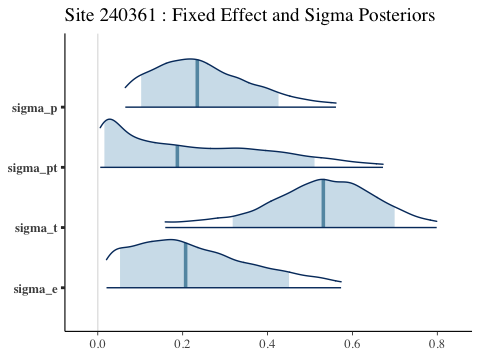 Site 240361 : Fixed Effect and Sigma Posteriors
sigma_p
sigma_pt
sigma_t
sigma_e
0.0 0.2 0.4 0.6 0.8